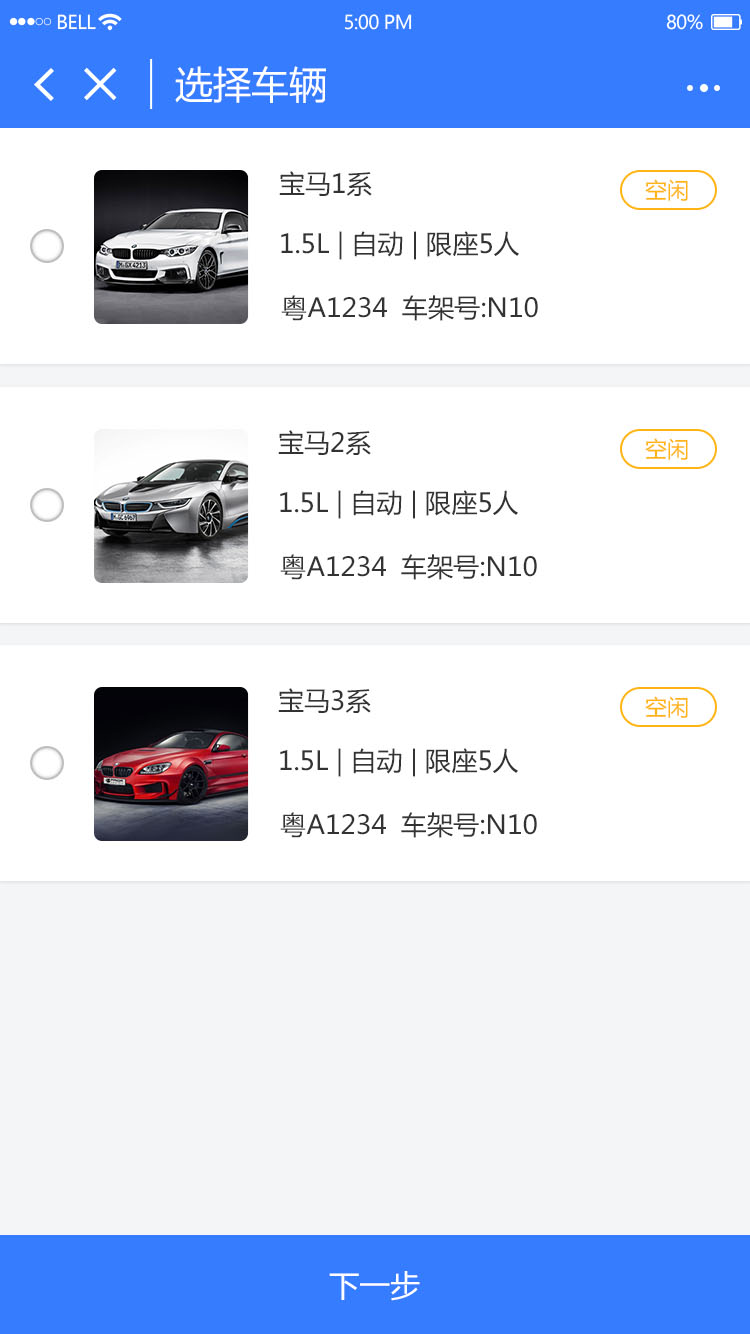 BELL 5:00 PM 80%
选择车辆
宝马1系 空闲
1.5L | 自动 | 限座5人
粤A1234 车架号:N10
宝马2系 空闲
1.5L | 自动 | 限座5人
粤A1234 车架号:N10
宝马3系 空闲
1.5L | 自动 | 限座5人
粤A1234 车架号:N10
下一步